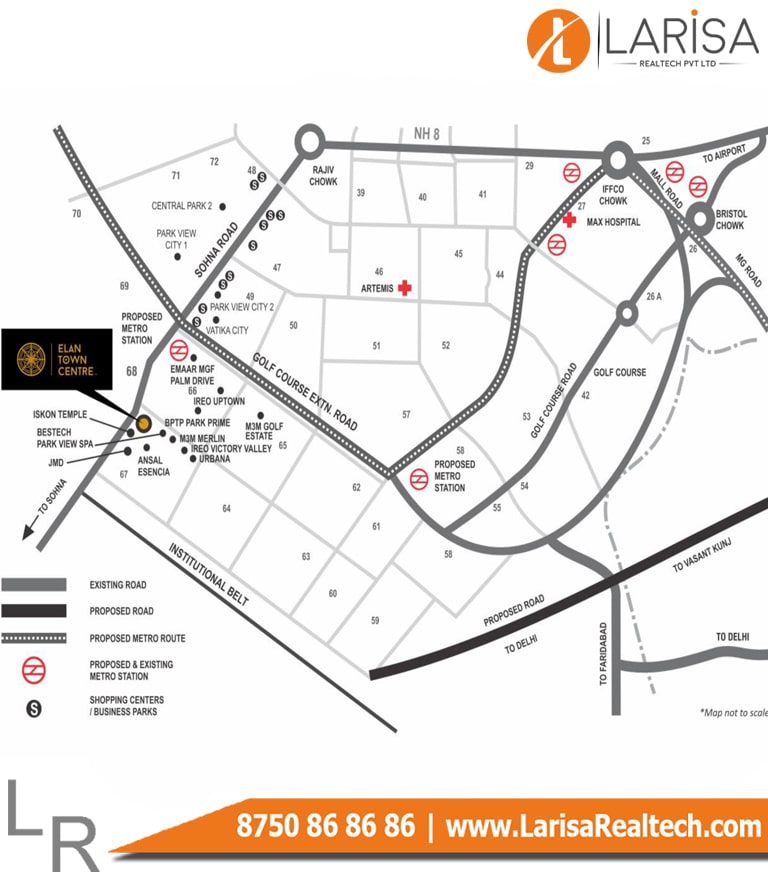 LARiSA
REALTECH PVT LTD
NH 8
25
TO AIRPORT
RAJIV
CHOWK
29
IFFCO
CHOWK
MALL ROAD
72
71
48
S
S
70
CENTRAL PARK 2
39
40
41
27
MAX HOSPITAL
BRISTOL
CHOWK
S
S
S
S
PARK VIEW
CITY 1
SOHNA ROAD
26
MG ROAD
47
46
45
44
ARTEMIS
69
S
S
S
S
49
26 A
PARK VIEW CITY 2
VATIKA CITY
PROPOSED
METRO
STATION
50
51
52
ELAN
TOWN
CENTRE
68
EMAAR MGF
PALM DRIVE
66
IREO UPTOWN
GOLF COURSE EXTN. ROAD
GOLF COURSE
GOLF COURSE ROAD
42
53
57
ISKON TEMPLE
BPTP PARK PRIME
M3M GOLF
ESTATE
BESTECH
PARK VIEW SPA
M3M MERLIN
IREO VICTORY VALLEY
URBANA
65
JMD
ANSAL
ESENCIA
67
58
PROPOSED
METRO
STATION
62
54
55
TO SOHNA
64
61
63
58
60
59
INSTITUTIONAL BELT
TO VASANT KUNJ
PROPOSED ROAD
TO DELHI
TO FARIDABAD
TO DELHI
EXISTING ROAD
PROPOSED ROAD
PROPOSED METRO ROUTE
PROPOSED & EXISTING
METRO STATION
S
SHOPPING CENTERS
/ BUSINESS PARKS
*Map not to scale
LR
8750 86 86 86 | www.LarisaRealtech.com